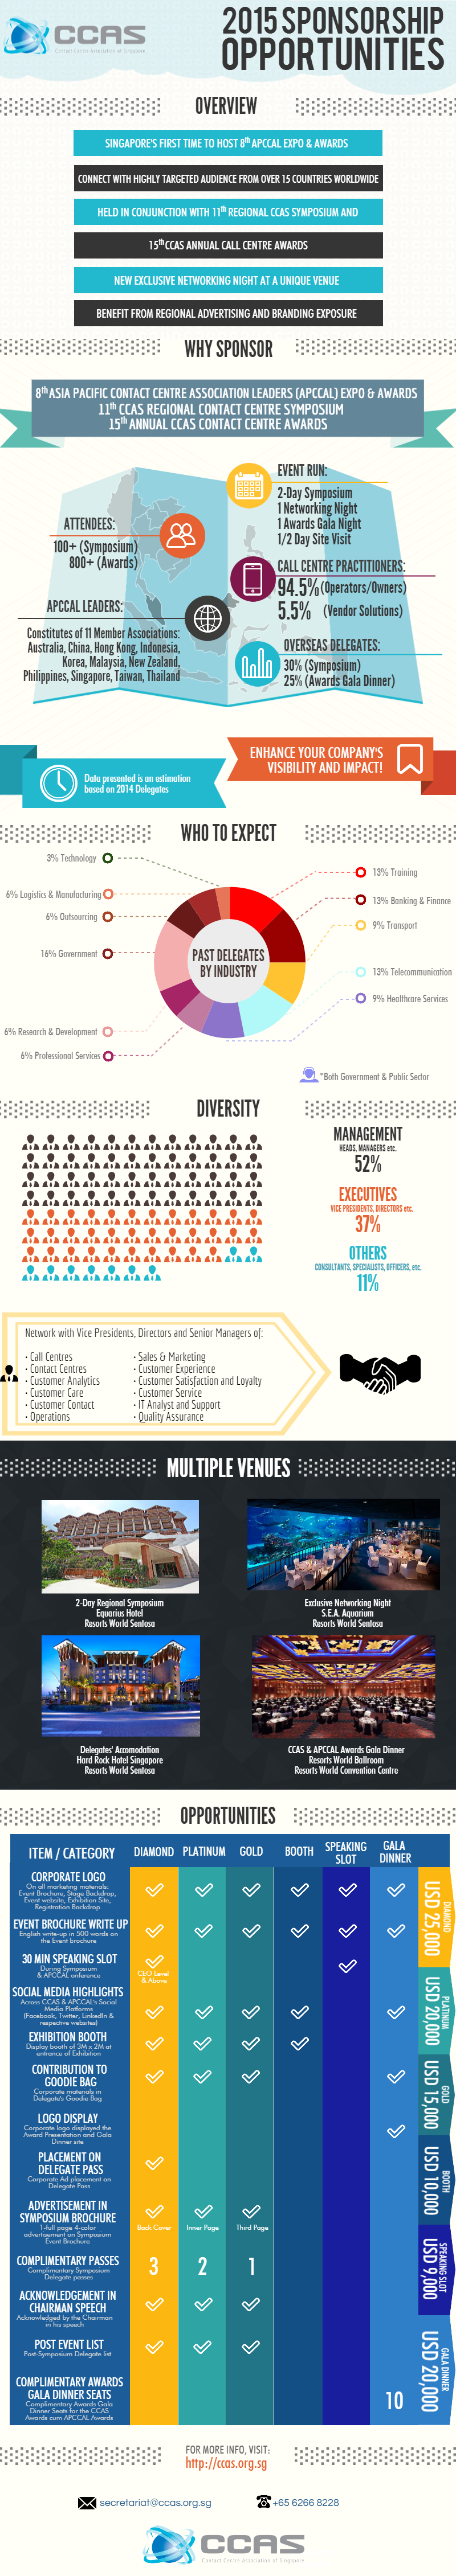 CCAS
Contact Centre Association of Singapore
2015 SPONSORSHIP
OPPORTUNITIES
OVERVIEW
SINGAPORE'S FIRST TIME TO HOST 8th APCCAL EXPO & AWARDS
CONNECT WITH HIGHLY TARGETED AUDIENCE FROM OVER 15 COUNTRIES WORLDWIDE
HELD IN CONJUNCTION WITH 11th REGIONAL CCAS SYMPOSIUM AND
15th CCAS ANNUAL CALL CENTRE AWARDS
NEW EXCLUSIVE NETWORKING NIGHT AT A UNIQUE VENUE
BENEFIT FROM REGIONAL ADVERTISING AND BRANDING EXPOSURE
WHY SPONSOR
8th ASIA PACIFIC CONTACT CENTRE ASSOCIATION LEADERS (APCCAL) EXPO & AWARDS
11th CCAS REGIONAL CONTACT CENTRE SYMPOSIUM
15th ANNUAL CCAS CONTACT CENTRE AWARDS
EVENT RUN:
2-Day Symposium
1 Networking Night
1 Awards Gala Night
1/2 Day Site Visit
ATTENDEES:
100+ (Symposium)
800+ (Awards)
CALL CENTRE PRACTITIONERS:
94.5% (Operators/Owners)
5.5% (Vendor Solutions)
APCCAL LEADERS:
Constitutes of 11 Member Associations:
Australia, China, Hong Kong, Indonesia,
Korea, Malaysia, New Zealand,
Philippines, Singapore, Taiwan, Thailand
OVERSEAS DELEGATES:
30% (Symposium)
25% (Awards Gala Dinner)
ENHANCE YOUR COMPANY'S
VISIBILITY AND IMPACT!
Data presented is an estimation
based on 2014 Delegates
WHO TO EXPECT
3% Technology
6% Logistics & Manufacturing
6% Outsourcing
16% Government
6% Research & Development
6% Professional Services
PAST DELEGATES
BY INDUSTRY
13% Training
13% Banking & Finance
9% Transport
13% Telecommunication
9% Healthcare Services
*Both Government & Public Sector
DIVERSITY
MANAGEMENT
HEADS, MANAGERS etc.
52%
EXECUTIVES
VICE PRESIDENTS, DIRECTORS etc.
37%
OTHERS
CONSULTANTS, SPECIALISTS, OFFICERS, etc.
11%
Network with Vice Presidents, Directors and Senior Managers of:
· Call Centres
· Contact Centres
· Customer Analytics
· Customer Care
· Customer Contact
· Operations
· Sales & Marketing
· Customer Experience
· Customer Satisfaction and Loyalty
· Customer Service
· IT Analyst and Support
· Quality Assurance
MULTIPLE VENUES
2-Day Regional Symposium
Equarius Hotel
Resorts World Sentosa
Exclusive Networking Night
S.E.A. Aquarium
Resorts World Sentosa
Delegates' Accomodation
Hard Rock Hotel Singapore
Resorts World Sentosa
CCAS & APCCAL Awards Gala Dinner
Resorts World Ballroom
Resorts World Convention Centre
OPPORTUNITIES
ITEM / CATEGORY DIAMOND PLATINUM GOLD BOOTH SPEAKING SLOT GALA DINNER
CORPORATE LOGO
On all marketing materials:
Event Brochure, Stage Backdrop,
Event website, Exhibition Site,
Registration Backdrop
EVENT BROCHURE WRITE UP
English write-up in 500 words on
the Event brochure
30 MIN SPEAKING SLOT
During Symposium
& APCCAL onference
CEO Level
& Above
SOCIAL MEDIA HIGHLIGHTS
Across CCAS & APCCAL's Social
Media Platforms
(Facebook, Twitter, LinkedIn &
respective websites)
EXHIBITION BOOTH
Display booth of 3M x 2M at
entrance of Exhibition
CONTRIBUTION TO
GOODIE BAG
Corporate materials in
Delegate's Goodie Bag
LOGO DISPLAY
Corporate logo displayed the
Award Presentation and Gala
Dinner site
PLACEMENT ON
DELEGATE PASS
Corporate Ad placement on
Delegate Pass
ADVERTISEMENT IN
SYMPOSIUM BROCHURE
1-full page 4-color
advertisement on Symposium
Event Brochure
Back Cover Inner Page Third Page
COMPLIMENTARY PASSES
Complimentary Symposium
Delegate passes
3 2 1
ACKNOWLEDGEMENT IN
CHAIRMAN SPEECH
Acknowledged by the Chairman
in his speech
POST EVENT LIST
Post-Symposium Delegate list
COMPLIMENTARY AWARDS
GALA DINNER SEATS
Complimentary Awards Gala
Dinner Seats for the CCAS
Awards cum APCCAL Awards
10
DIAMOND
USD 25,000
PLATINUM
USD 20,000
GOLD
USD 15,000
BOOTH
USD 10,000
SPEAKING SLOT
USD 9,000
GALA DINNER
USD 20,000
FOR MORE INFO, VISIT:
http://ccas.org.sg
secretariat@ccas.org.sg
+65 6266 8228
CCAS
Contact Centre Association of Singapore